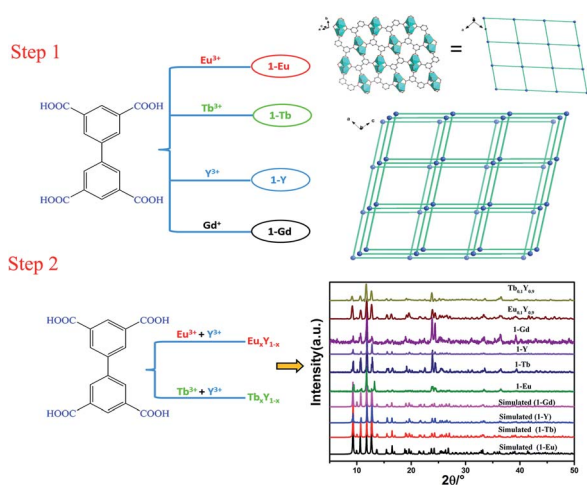 Step 1
HOOC
COOH
HOOC
COOH
Eu³⁺
1-Eu
Tb³⁺
1-Tb
Y³⁺
1-Y
Gd⁺
1-Gd
=
Step 2
HOOC
COOH
HOOC
COOH
Eu³⁺ + Y³⁺
EuₓY₁₋ₓ
Tb³⁺ + Y³⁺
TbₓY₁₋ₓ
Intensity(a.u.)
Tb₀.₁Y₀.₉
Eu₀.₁Y₀.₉
1-Gd
1-Y
1-Tb
1-Eu
Simulated (1-Gd)
Simulated (1-Y)
Simulated (1-Tb)
Simulated (1-Eu)
10 20 30 40 50
2θ/°